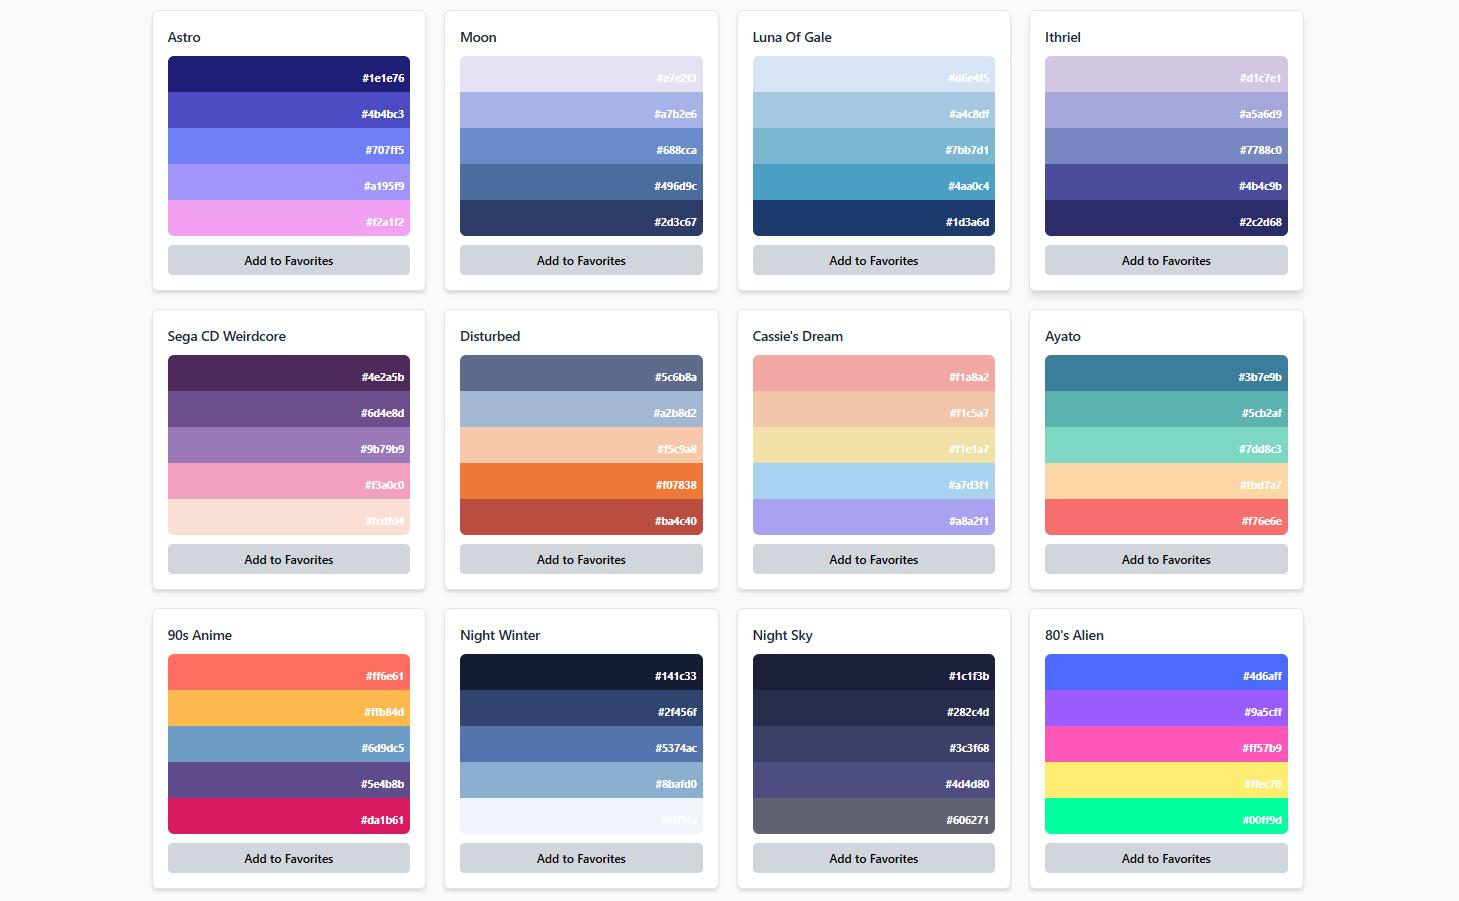 Astro
#1e1e76
#4b4bc3
#707ff5
#a195f9
#f2a1f2
Add to Favorites
Moon
#e7e2f3
#a7b2e6
#688cca
#496d9c
#2d3c67
Add to Favorites
Luna Of Gale
#d6e4f5
#a4c8df
#7bb7d1
#4aa0c4
#1d3a6d
Add to Favorites
Ithriel
#d1c7e1
#a5a6d9
#7788c0
#4b4c9b
#2c2d68
Add to Favorites
Sega CD Weirdcore
#4e2a5b
#6d4e8d
#9b79b9
#f3a0c0
#fcdfd4
Add to Favorites
Disturbed
#5c6b8a
#a2b8d2
#f5c9a8
#f07838
#ba4c40
Add to Favorites
Cassie's Dream
#f1a8a2
#f1c5a7
#f1e1a7
#a7d3f1
#a8a2f1
Add to Favorites
Ayato
#3b7e9b
#5cb2af
#7dd8c3
#fbd7a7
#f76e6e
Add to Favorites
90s Anime
#ff6e61
#ffb84d
#6d9dc5
#5e4b8b
#da1b61
Add to Favorites
Night Winter
#141c33
#2f456f
#5374ac
#8bafd0
#eff5fa
Add to Favorites
Night Sky
#1c1f3b
#282c4d
#3c3f68
#4d4d80
#606271
Add to Favorites
80's Alien
#4d6aff
#9a5cff
#ff57b9
#ffec70
#00ff9d
Add to Favorites